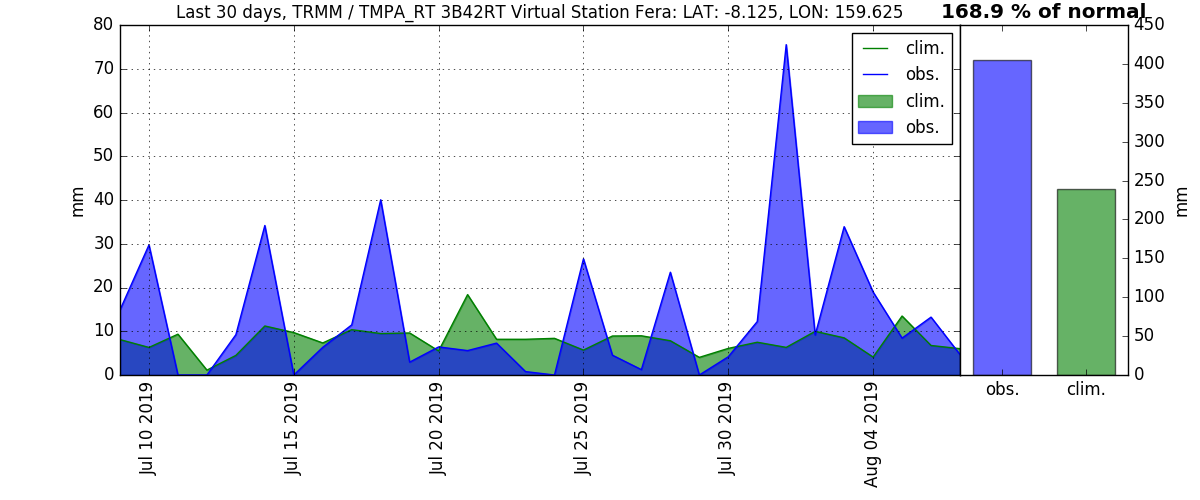 Last 30 days, TRMM / TMPA_RT 3B42RT Virtual Station Fera: LAT: -8.125, LON: 159.625
168.9 % of normal
mm
80
70
60
50
40
30
20
10
0
clim.
obs.
clim.
obs.
Jul 10 2019
Jul 15 2019
Jul 20 2019
Jul 25 2019
Jul 30 2019
Aug 04 2019
450
400
350
300
250
200
150
100
50
0
mm
obs.
clim.